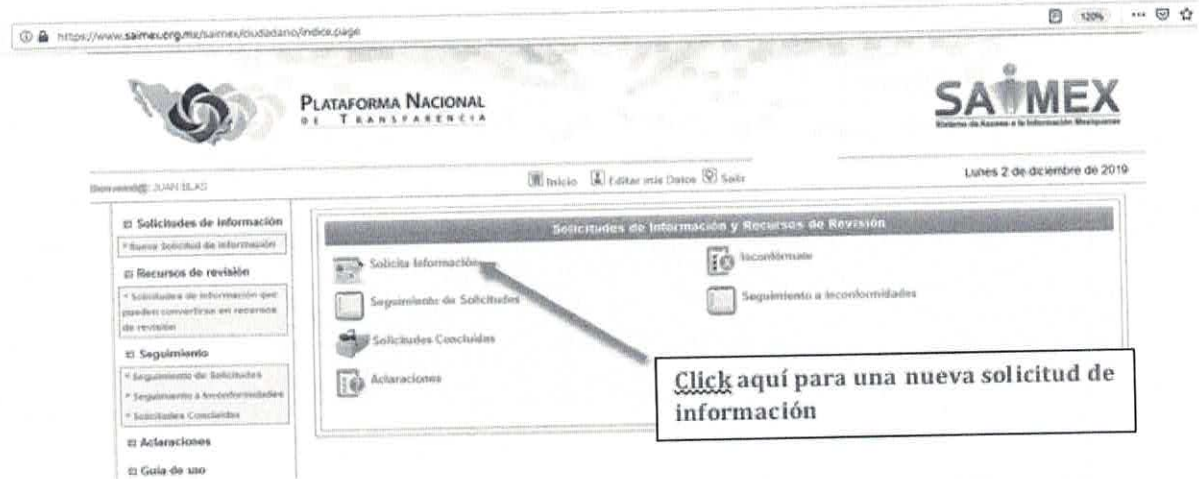 https://www.saimex.org.mx/saimex/ciudadano/indice.page
120%
PLATAFORMA NACIONAL
DE TRANSPARENCIA
SAIMEX
Sistema de Acceso a la Información Mexiquense
Bienvenid@: JUAN BLAS
Inicio Editar mis Datos Salir
Lunes 2 de diciembre de 2019
Solicitudes de información
* Nueva Solicitud de información
Recursos de revisión
* Solicitudes de información que
pueden convertirse en recursos
de revisión
Seguimiento
* Seguimiento de Solicitudes
* Seguimiento a Inconformidades
* Solicitudes Concluidas
Aclaraciones
Guía de uso
Solicitudes de Información y Recursos de Revisión
Solicita Información
Inconfórmate
Seguimiento de Solicitudes
Seguimiento a Inconformidades
Solicitudes Concluidas
Aclaraciones
Click aquí para una nueva solicitud de
información